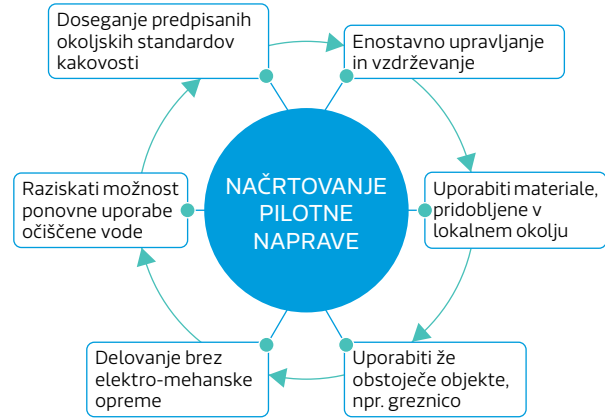 Doseganje predpisanih
okoljskih standardov
kakovosti
Enostavno upravljanje
in vzdrževanje
Uporabiti materiale,
pridobljene v
lokalnem okolju
Uporabiti že
obstoječe objekte,
npr. greznico
Delovanje brez
elektro-mehanske
opreme
Raziskati možnost
ponovne uporabe
očiščene vode
NAČRTOVANJE
PILOTNE
NAPRAVE